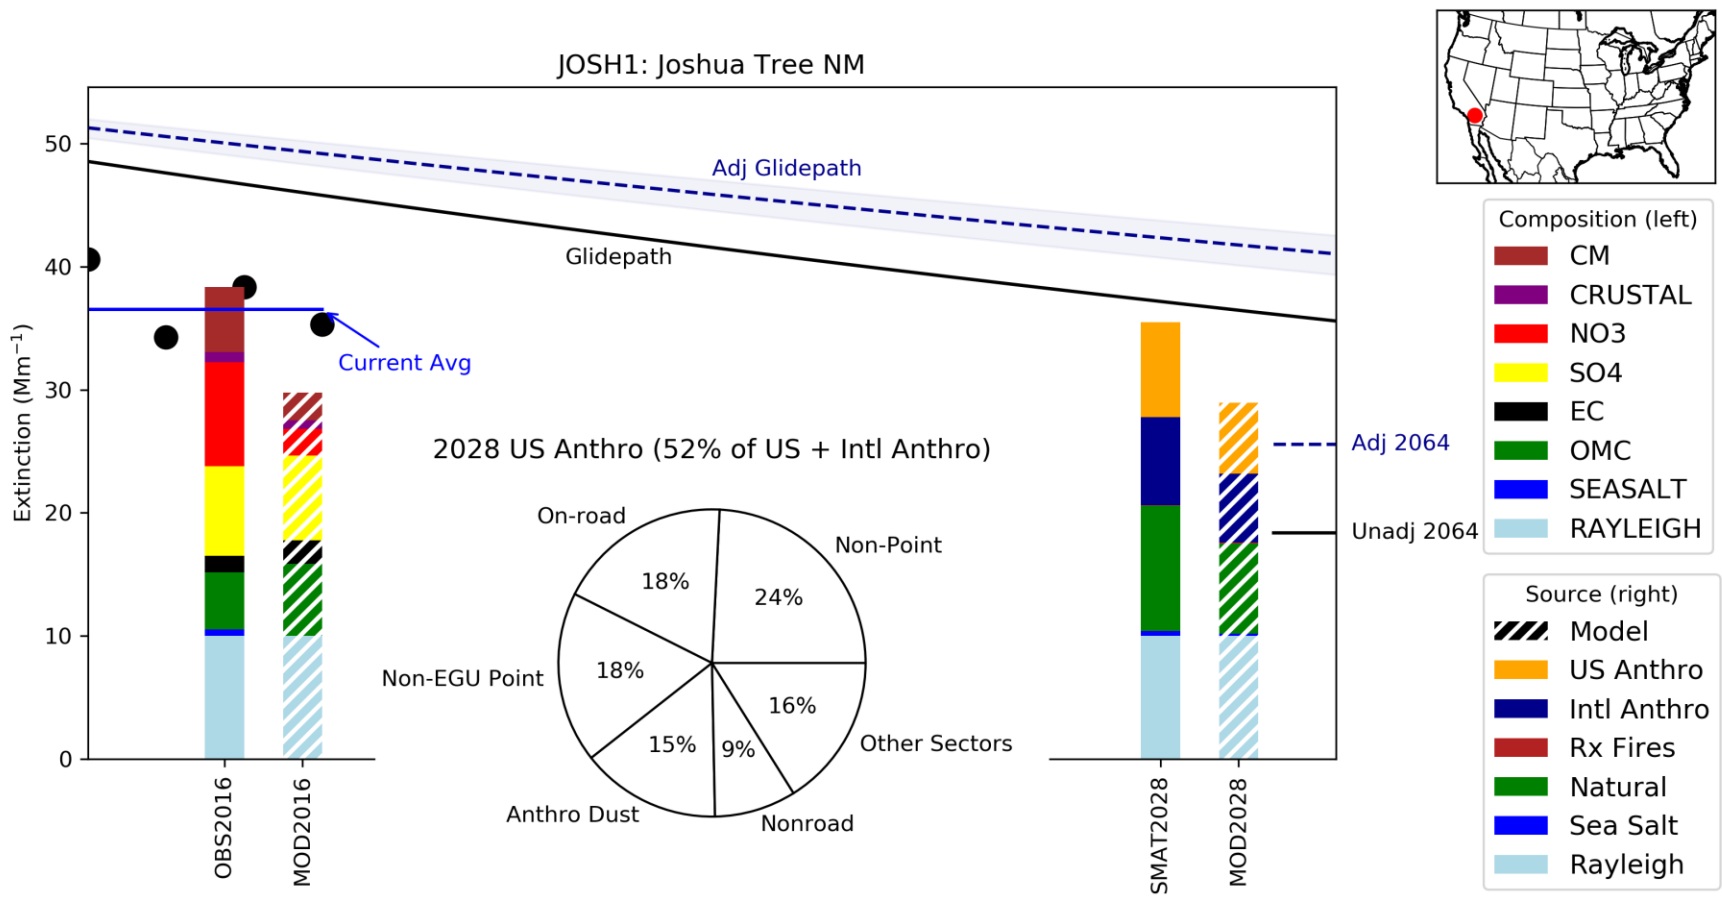 JOSH1: Joshua Tree NM
Extinction (Mm⁻¹)
50
40
30
20
10
0
Adj Glidepath
Glidepath
Current Avg
2028 US Anthro (52% of US + Intl Anthro)
On-road
Non-Point
18%
24%
Non-EGU Point
18%
16%
Other Sectors
15%
9%
Anthro Dust
Nonroad
OBS2016
MOD2016
SMAT2028
MOD2028
Adj 2064
Unadj 2064
Composition (left)
CM
CRUSTAL
NO3
SO4
EC
OMC
SEASALT
RAYLEIGH
Source (right)
Model
US Anthro
Intl Anthro
Rx Fires
Natural
Sea Salt
Rayleigh